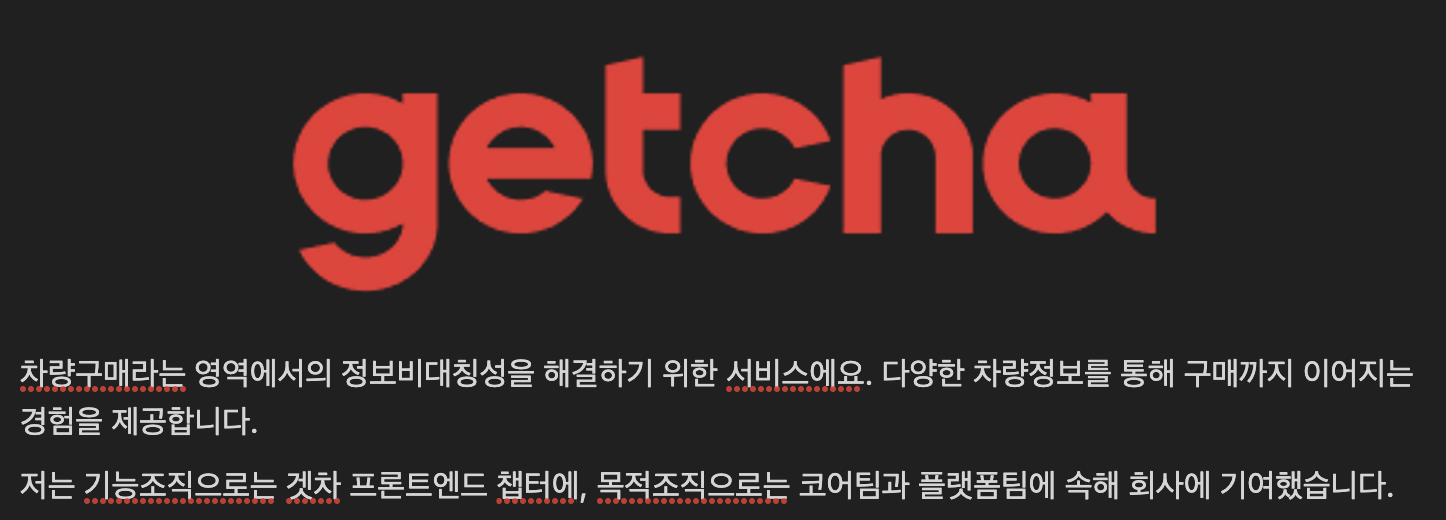 getcha
차량구매라는 영역에서의 정보비대칭성을 해결하기 위한 서비스에요. 다양한 차량정보를 통해 구매까지 이어지는
경험을 제공합니다.
저는 기능조직으로는 겟차 프론트엔드 챕터에, 목적조직으로는 코어팀과 플랫폼팀에 속해 회사에 기여했습니다.